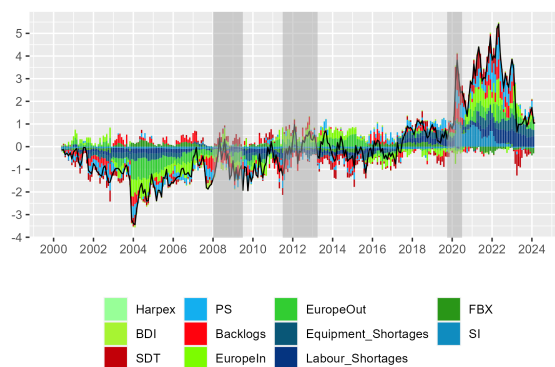 5
4
3
2
1
0
-1
-2
-3
-4
2000 2002 2004 2006 2008 2010 2012 2014 2016 2018 2020 2022 2024
Harpex PS EuropeOut FBX
BDI Backlogs Equipment_Shortages SI
SDT EuropeIn Labour_Shortages